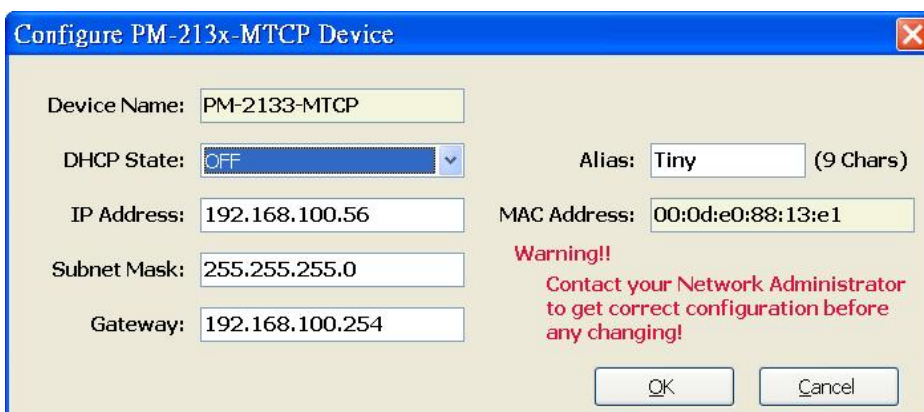 Configure PM-213x-MTCP Device
Device Name: PM-2133-MTCP
DHCP State: OFF
Alias: Tiny (9 Chars)
IP Address: 192.168.100.56
MAC Address: 00:0d:e0:88:13:e1
Subnet Mask: 255.255.255.0
Warning!!
Contact your Network Administrator
to get correct configuration before
any changing!
Gateway: 192.168.100.254
OK
Cancel